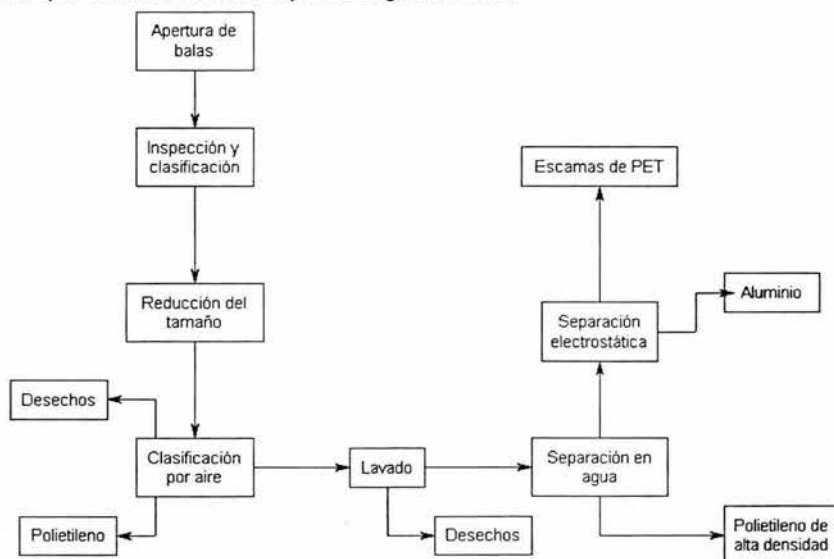 Apertura de
balas
Inspección y
clasificación
Escamas de PET
Reducción del
tamaño
Aluminio
Separación
electrostática
Desechos
Clasificación
por aire
Lavado
Separación en
agua
Polietileno
Desechos
Polietileno de
alta densidad